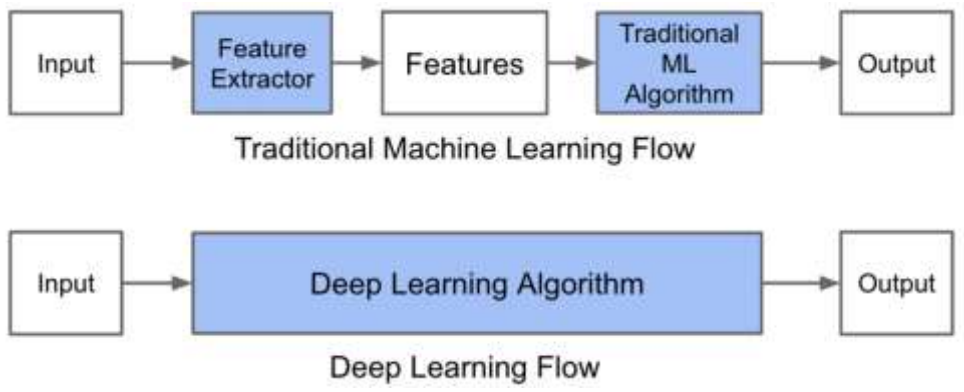 Input
Feature
Extractor
Features
Traditional
ML
Algorithm
Output
Traditional Machine Learning Flow
Input
Deep Learning Algorithm
Output
Deep Learning Flow